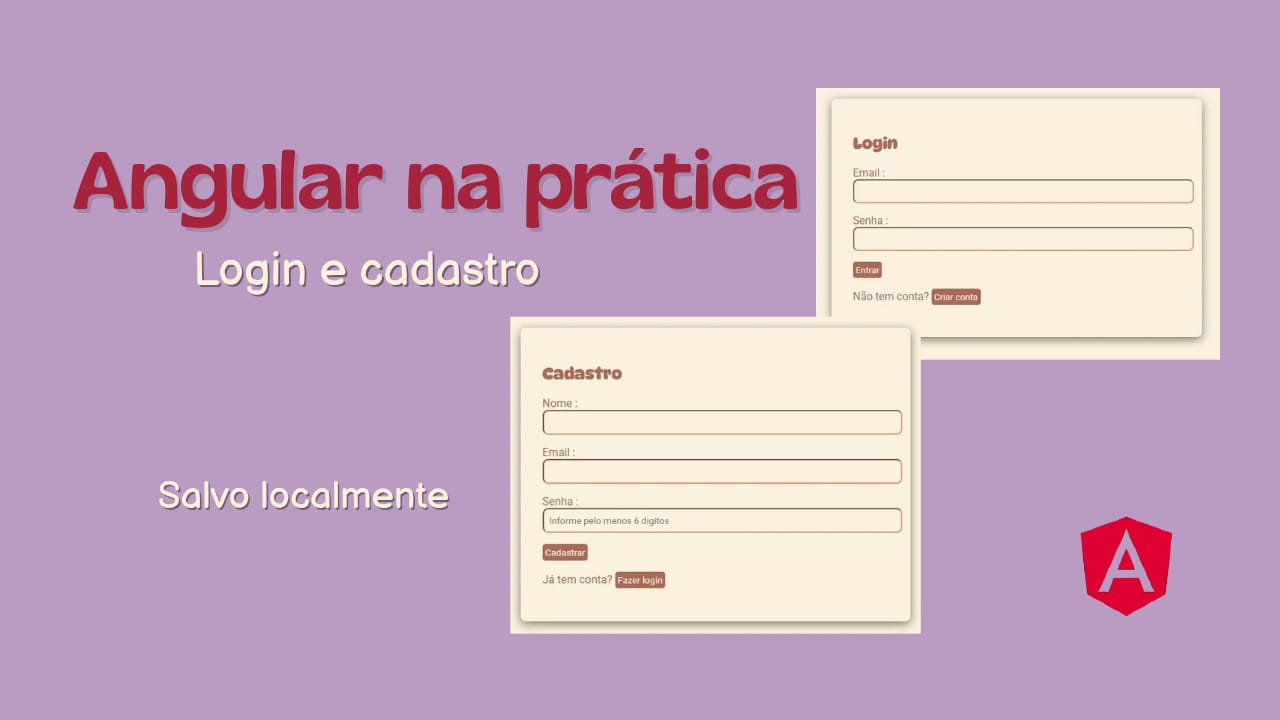 Angular na prática
Login e cadastro
Salvo localmente
Login
Email :
Senha :
Entrar
Não tem conta? Criar conta
Cadastro
Nome :
Email :
Senha :
Informe pelo menos 6 digitos
Cadastrar
Já tem conta? Fazer login
A